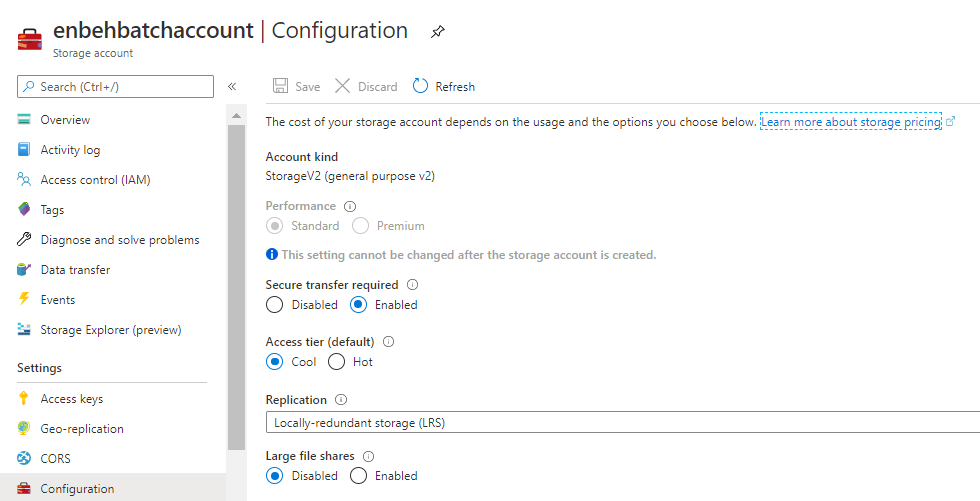 enbehbatchaccount | Configuration
Storage account
Search (Ctrl+/)
«
Overview
Activity log
Access control (IAM)
Tags
Diagnose and solve problems
Data transfer
Events
Storage Explorer (preview)
Settings
Access keys
Geo-replication
CORS
Configuration
Save Discard Refresh
The cost of your storage account depends on the usage and the options you choose below. Learn more about storage pricing
Account kind
StorageV2 (general purpose v2)
Performance
Standard Premium
This setting cannot be changed after the storage account is created.
Secure transfer required
Disabled Enabled
Access tier (default)
Cool Hot
Replication
Locally-redundant storage (LRS)
Large file shares
Disabled Enabled